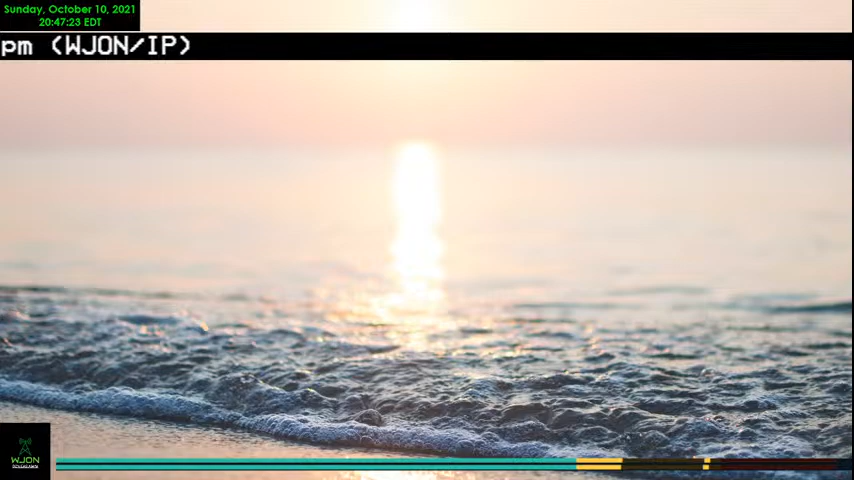 Sunday, October 10, 2021
20:47:23 EDT
pm (WJON/IP)
WJON